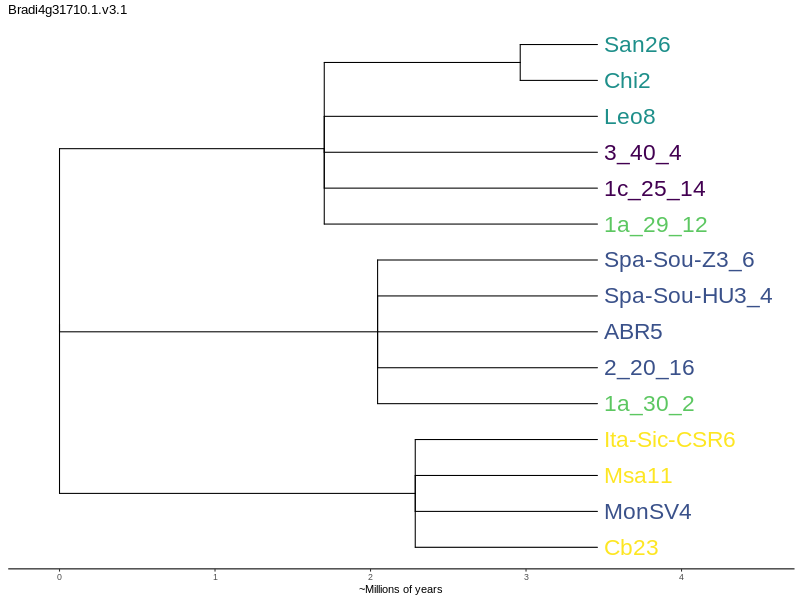 Bradi4g31710.1.v3.1
San26
Chi2
Leo8
3_40_4
1c_25_14
1a_29_12
Spa-Sou-Z3_6
Spa-Sou-HU3_4
ABR5
2_20_16
1a_30_2
Ita-Sic-CSR6
Msa11
MonSV4
Cb23
0 1 2 3 4
~Millions of years